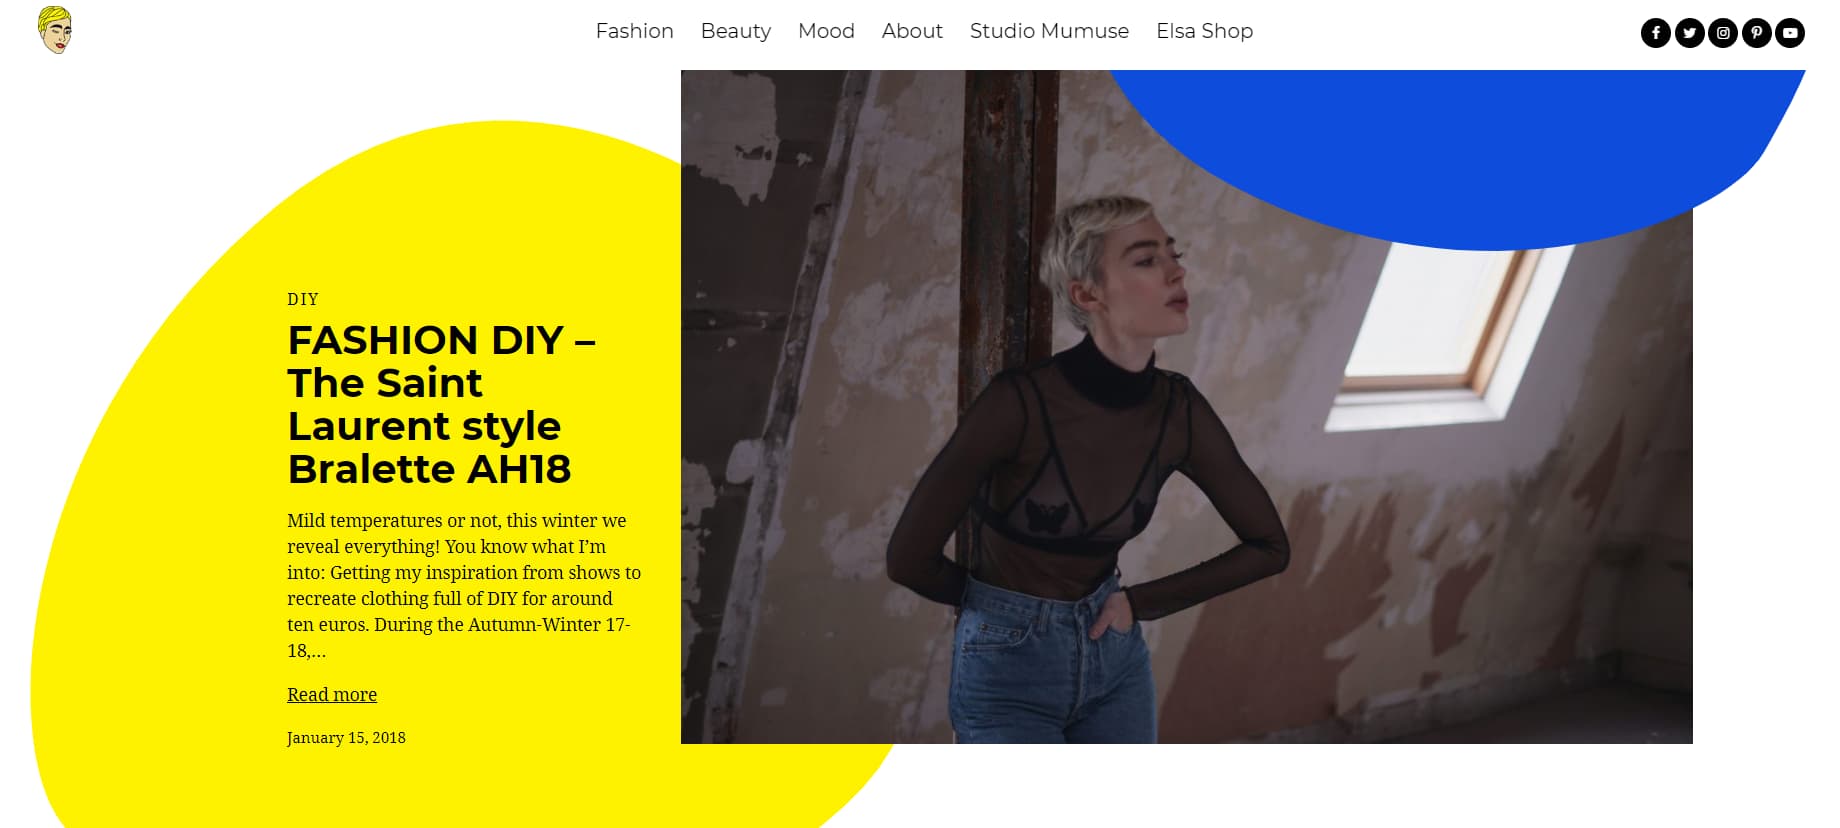 Fashion Beauty Mood About Studio Mumuse Elsa Shop
DIY
FASHION DIY –
The Saint
Laurent style
Bralette AH18
Mild temperatures or not, this winter we
reveal everything! You know what I’m
into: Getting my inspiration from shows to
recreate clothing full of DIY for around
ten euros. During the Autumn-Winter 17-
18,…
Read more
January 15, 2018